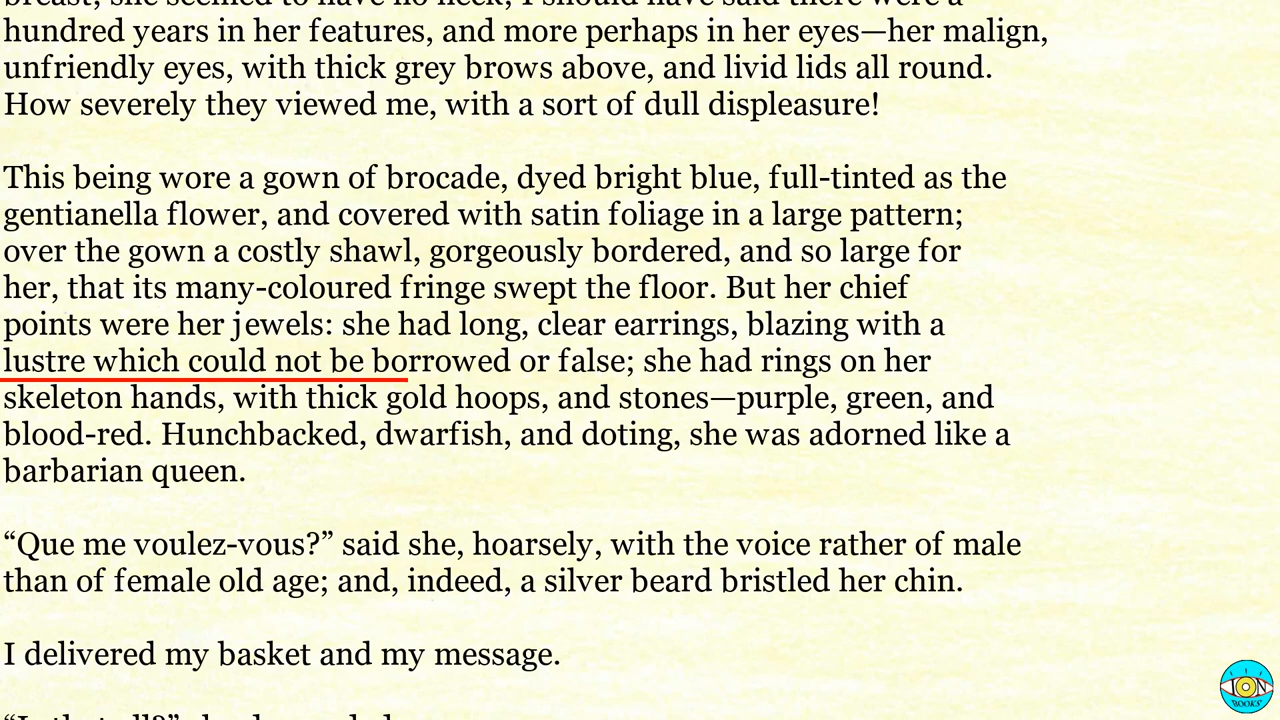 hundred years in her features, and more perhaps in her eyes—her malign,
unfriendly eyes, with thick grey brows above, and livid lids all round.
How severely they viewed me, with a sort of dull displeasure!
This being wore a gown of brocade, dyed bright blue, full-tinted as the
gentianella flower, and covered with satin foliage in a large pattern;
over the gown a costly shawl, gorgeously bordered, and so large for
her, that its many-coloured fringe swept the floor. But her chief
points were her jewels: she had long, clear earrings, blazing with a
lustre which could not be borrowed or false; she had rings on her
skeleton hands, with thick gold hoops, and stones—purple, green, and
blood-red. Hunchbacked, dwarfish, and doting, she was adorned like a
barbarian queen.
“Que me voulez-vous?” said she, hoarsely, with the voice rather of male
than of female old age; and, indeed, a silver beard bristled her chin.
I delivered my basket and my message.
ION
BOOKS